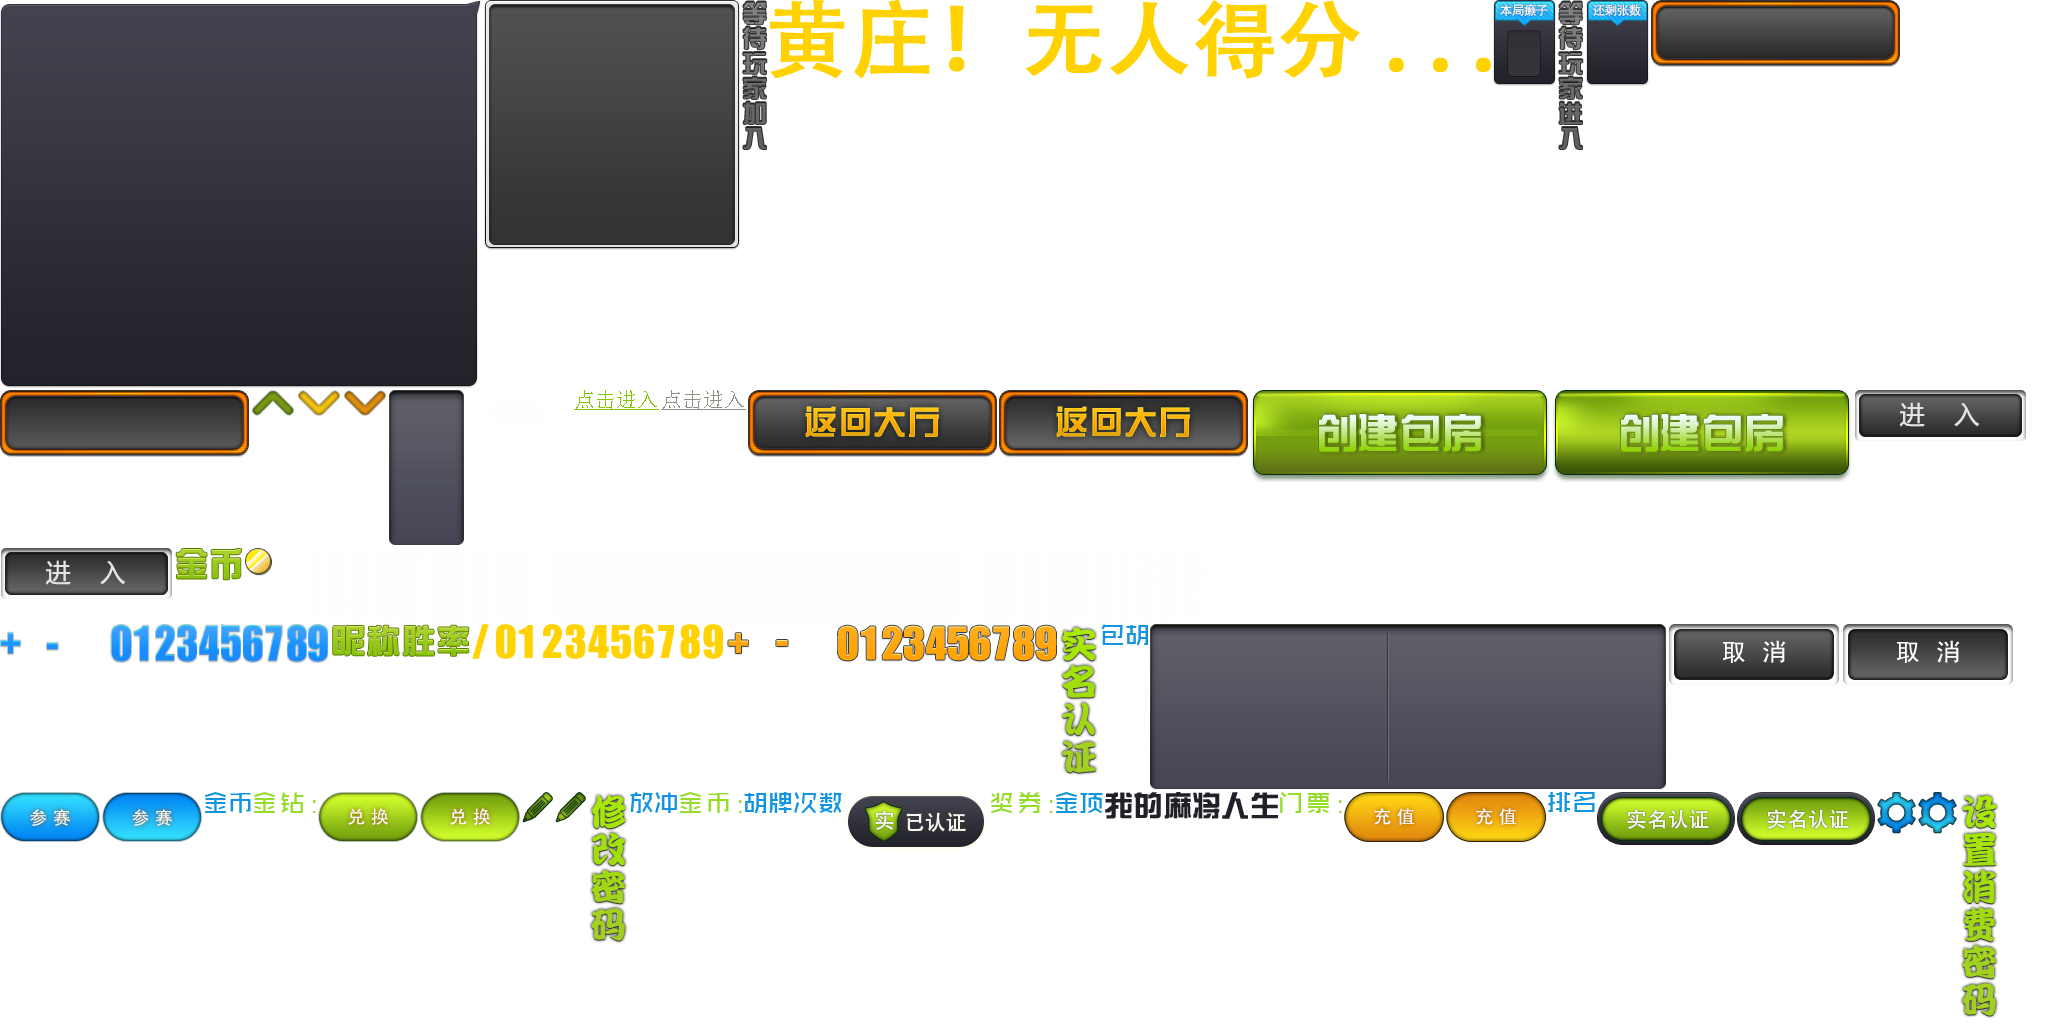 等待玩家加入
黄庄！无人得分...
本局癞子
等待玩家进入
还剩张数
点击进入
点击进入
返回大厅
返回大厅
创建包房
创建包房
进 入
进 入
金币
+ - 0123456789
昵称胜率
/0123456789
+ - 0123456789
实名认证
包胡
取 消
取 消
参赛
参赛
金币
金钻:
兑换
兑换
修改密码
放冲
金币:
胡牌次数
实 已认证
奖券:
金顶
我的麻将人生
门票:
充值
充值
排名
实名认证
实名认证
设置消费密码